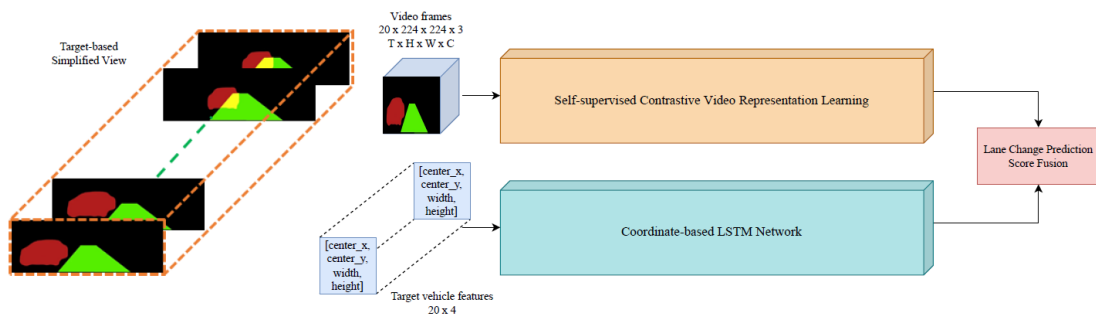 Target-based
Simplified View
Video frames
20 x 224 x 224 x 3
T x H x W x C
Self-supervised Contrastive Video Representation Learning
Lane Change Prediction
Score Fusion
[center_x,
center_y,
width,
height]
Coordinate-based LSTM Network
[center_x,
center_y,
width,
height]
Target vehicle features
20 x 4